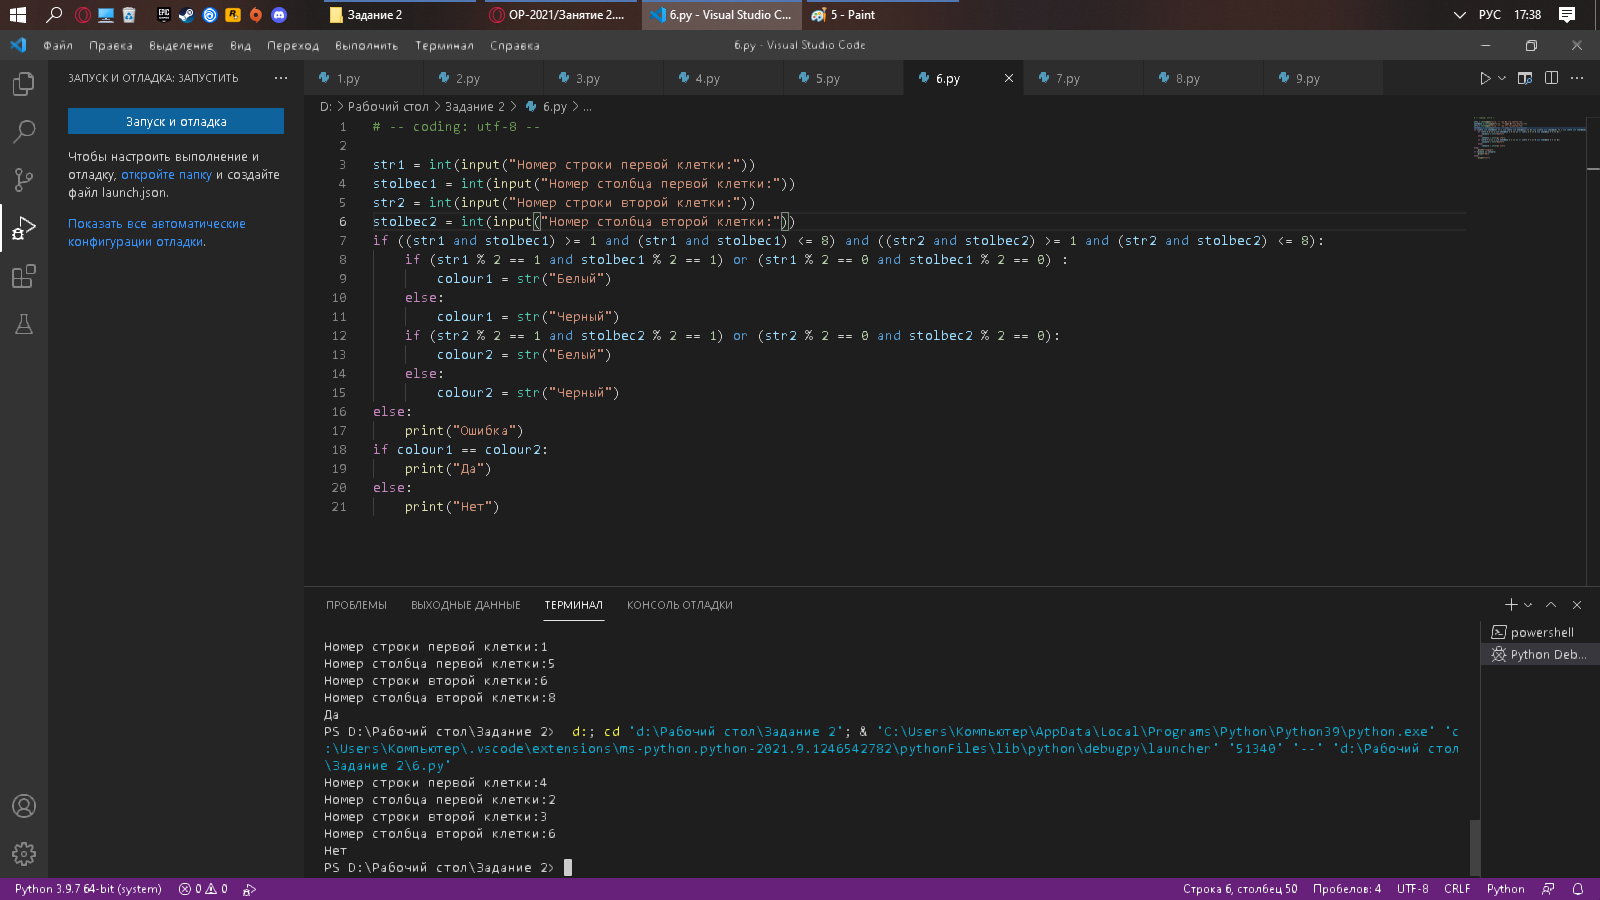 Задание 2
OP-2021/Занятие 2....
6.py - Visual Studio C...
5 - Paint
РУС
17:38
Файл Правка Выделение Вид Переход Выполнить Терминал Справка
6.py - Visual Studio Code
ЗАПУСК И ОТЛАДКА: ЗАПУСТИТЬ
1.py 2.py 3.py 4.py 5.py 6.py 7.py 8.py 9.py
Запуск и отладка
Чтобы настроить выполнение и
отладку, откройте папку и создайте
файл launch.json.
Показать все автоматические
конфигурации отладки.
D: > Рабочий стол > Задание 2 > 6.py > ...
1 # -- coding: utf-8 --
2
3 str1 = int(input("Номер строки первой клетки:"))
4 stolbec1 = int(input("Номер столбца первой клетки:"))
5 str2 = int(input("Номер строки второй клетки:"))
6 stolbec2 = int(input("Номер столбца второй клетки:"))
7 if ((str1 and stolbec1) >= 1 and (str1 and stolbec1) <= 8) and ((str2 and stolbec2) >= 1 and (str2 and stolbec2) <= 8):
8 if (str1 % 2 == 1 and stolbec1 % 2 == 1) or (str1 % 2 == 0 and stolbec1 % 2 == 0) :
9 colour1 = str("Белый")
10 else:
11 colour1 = str("Черный")
12 if (str2 % 2 == 1 and stolbec2 % 2 == 1) or (str2 % 2 == 0 and stolbec2 % 2 == 0):
13 colour2 = str("Белый")
14 else:
15 colour2 = str("Черный")
16 else:
17 print("Ошибка")
18 if colour1 == colour2:
19 print("Да")
20 else:
21 print("Нет")
ПРОБЛЕМЫ ВЫХОДНЫЕ ДАННЫЕ ТЕРМИНАЛ КОНСОЛЬ ОТЛАДКИ
powershell
Python Deb...
Номер строки первой клетки:1
Номер столбца первой клетки:5
Номер строки второй клетки:6
Номер столбца второй клетки:8
Да
PS D:\Рабочий стол\Задание 2>  d:; cd 'd:\Рабочий стол\Задание 2'; & 'C:\Users\Компьютер\AppData\Local\Programs\Python\Python39\python.exe' 'c
:\Users\Компьютер\.vscode\extensions\ms-python.python-2021.9.1246542782\pythonFiles\lib\python\debugpy\launcher' '51340' '--' 'd:\Рабочий стол
\Задание 2\6.py'
Номер строки первой клетки:4
Номер столбца первой клетки:2
Номер строки второй клетки:3
Номер столбца второй клетки:6
Нет
PS D:\Рабочий стол\Задание 2>
Python 3.9.7 64-bit (system) 0 0 Строка 6, столбец 50 Пробелов: 4 UTF-8 CRLF Python